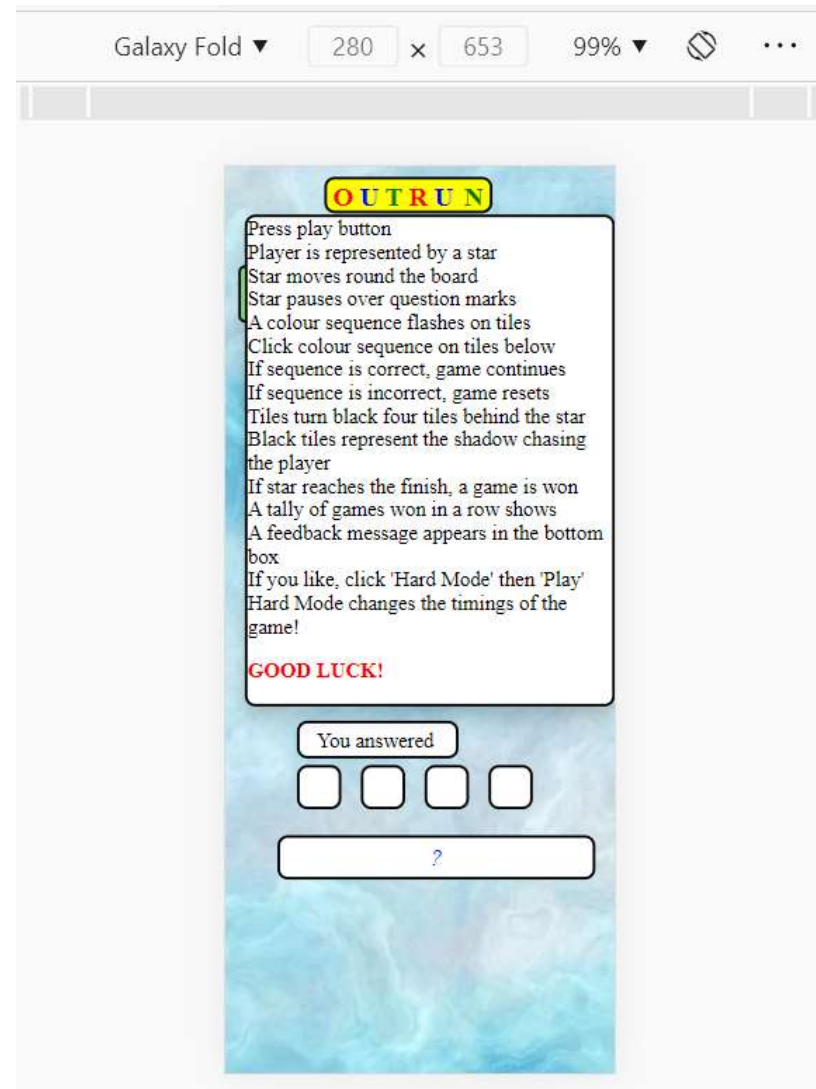 Galaxy Fold ▼ 280 × 653 99% ▼ ...
O U T R U N
Press play button
Player is represented by a star
Star moves round the board
Star pauses over question marks
A colour sequence flashes on tiles
Click colour sequence on tiles below
If sequence is correct, game continues
If sequence is incorrect, game resets
Tiles turn black four tiles behind the star
Black tiles represent the shadow chasing
the player
If star reaches the finish, a game is won
A tally of games won in a row shows
A feedback message appears in the bottom
box
If you like, click 'Hard Mode' then 'Play'
Hard Mode changes the timings of the
game!
GOOD LUCK!
You answered
?